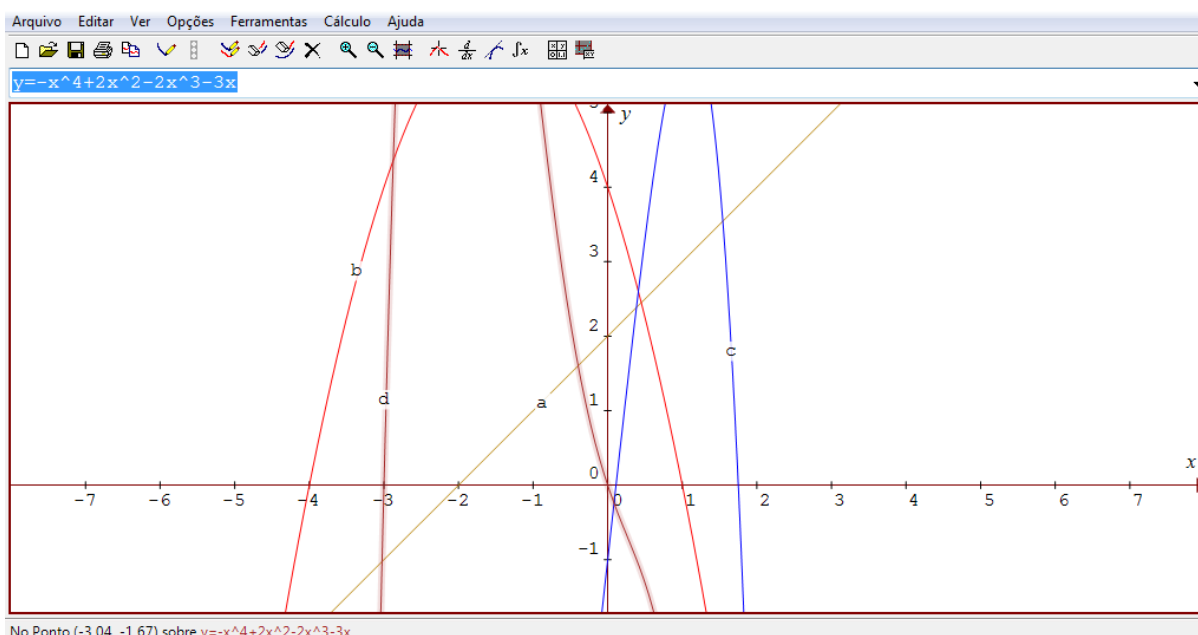 Arquivo Editar Ver Opções Ferramentas Cálculo Ajuda
y=-x^4+2x^2-2x^3-3x
y
4
b
3
2
c
d
a
1
x
0
-7 -6 -5 -4 -3 -2 -1 0 1 2 3 4 5 6 7
-1
No Ponto (-3.04, -1.67) sobre y=-x^4+2x^2-2x^3-3x